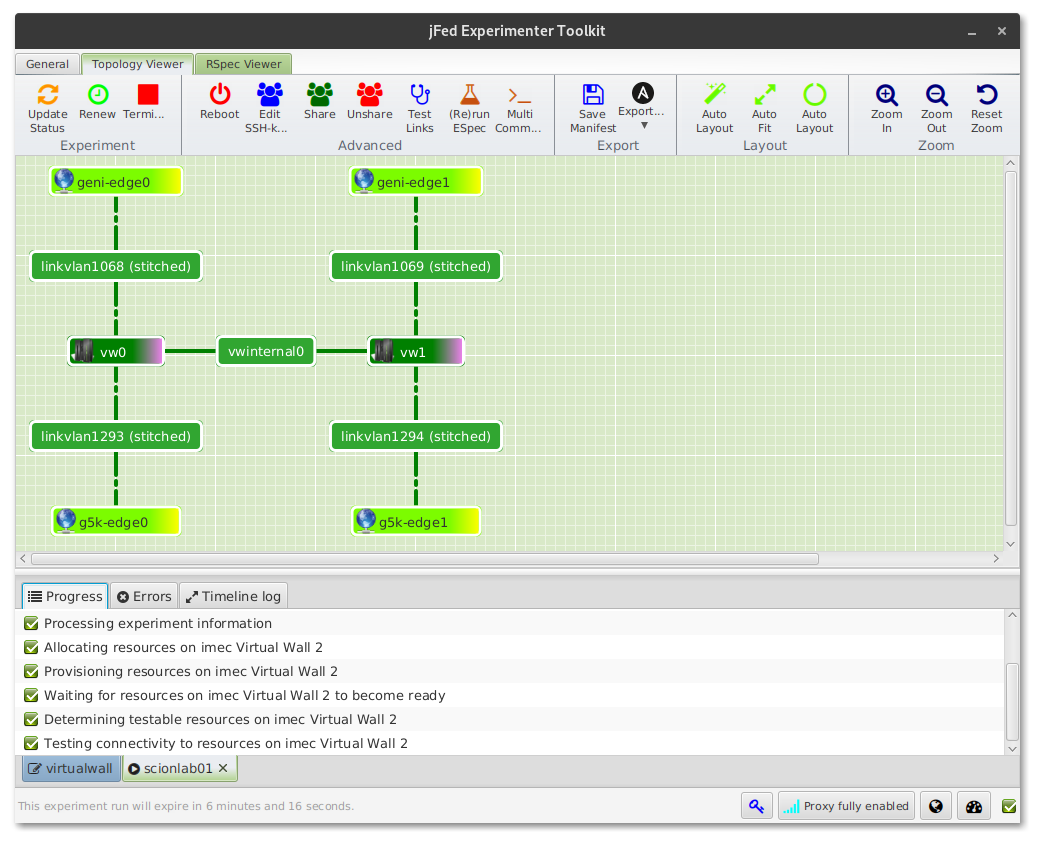 jFed Experimenter Toolkit
General Topology Viewer RSpec Viewer
Update Status Renew Termi... Reboot Edit SSH-k... Share Unshare Test Links (Re)run ESpec Multi Comm... Save Manifest Export... Auto Layout Auto Fit Auto Layout Zoom In Zoom Out Reset Zoom
Experiment Advanced Export Layout Zoom
geni-edge0 geni-edge1
linkvlan1068 (stitched) linkvlan1069 (stitched)
vw0 vwinternal0 vw1
linkvlan1293 (stitched) linkvlan1294 (stitched)
g5k-edge0 g5k-edge1
Progress Errors Timeline log
Processing experiment information
Allocating resources on imec Virtual Wall 2
Provisioning resources on imec Virtual Wall 2
Waiting for resources on imec Virtual Wall 2 to become ready
Determining testable resources on imec Virtual Wall 2
Testing connectivity to resources on imec Virtual Wall 2
virtualwall scionlab01
This experiment run will expire in 6 minutes and 16 seconds. Proxy fully enabled